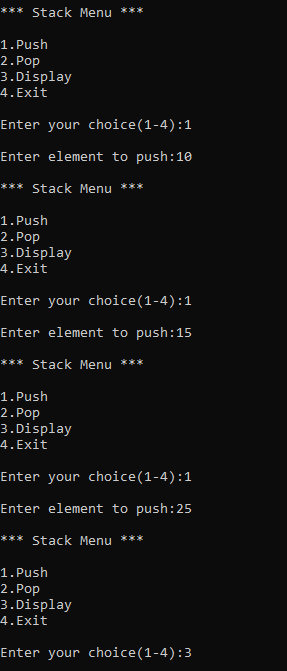 *** Stack Menu ***
1.Push
2.Pop
3.Display
4.Exit
Enter your choice(1-4):1
Enter element to push:10
*** Stack Menu ***
1.Push
2.Pop
3.Display
4.Exit
Enter your choice(1-4):1
Enter element to push:15
*** Stack Menu ***
1.Push
2.Pop
3.Display
4.Exit
Enter your choice(1-4):1
Enter element to push:25
*** Stack Menu ***
1.Push
2.Pop
3.Display
4.Exit
Enter your choice(1-4):3